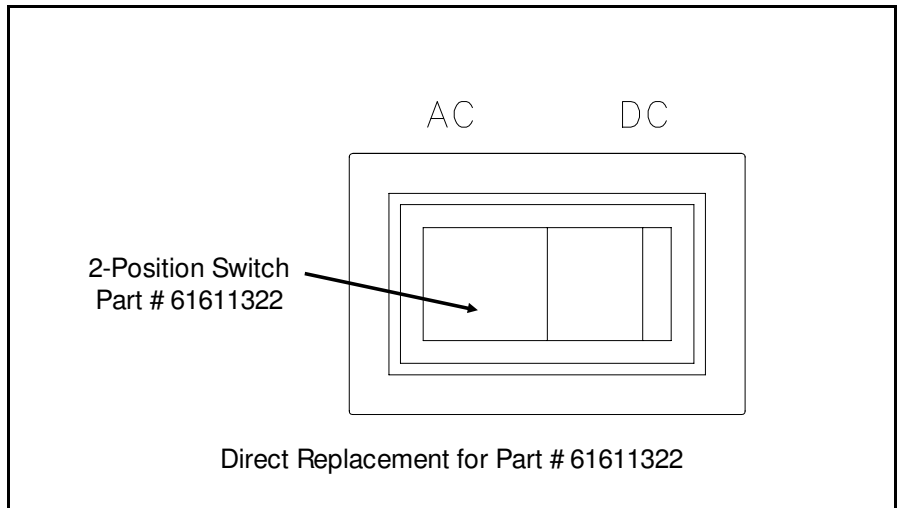 AC DC
2-Position Switch
Part # 61611322
Direct Replacement for Part # 61611322